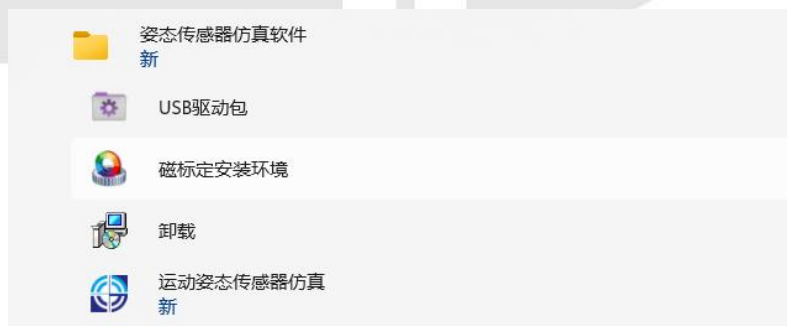 姿态传感器仿真软件
新
USB驱动包
磁标定安装环境
卸载
运动姿态传感器仿真
新